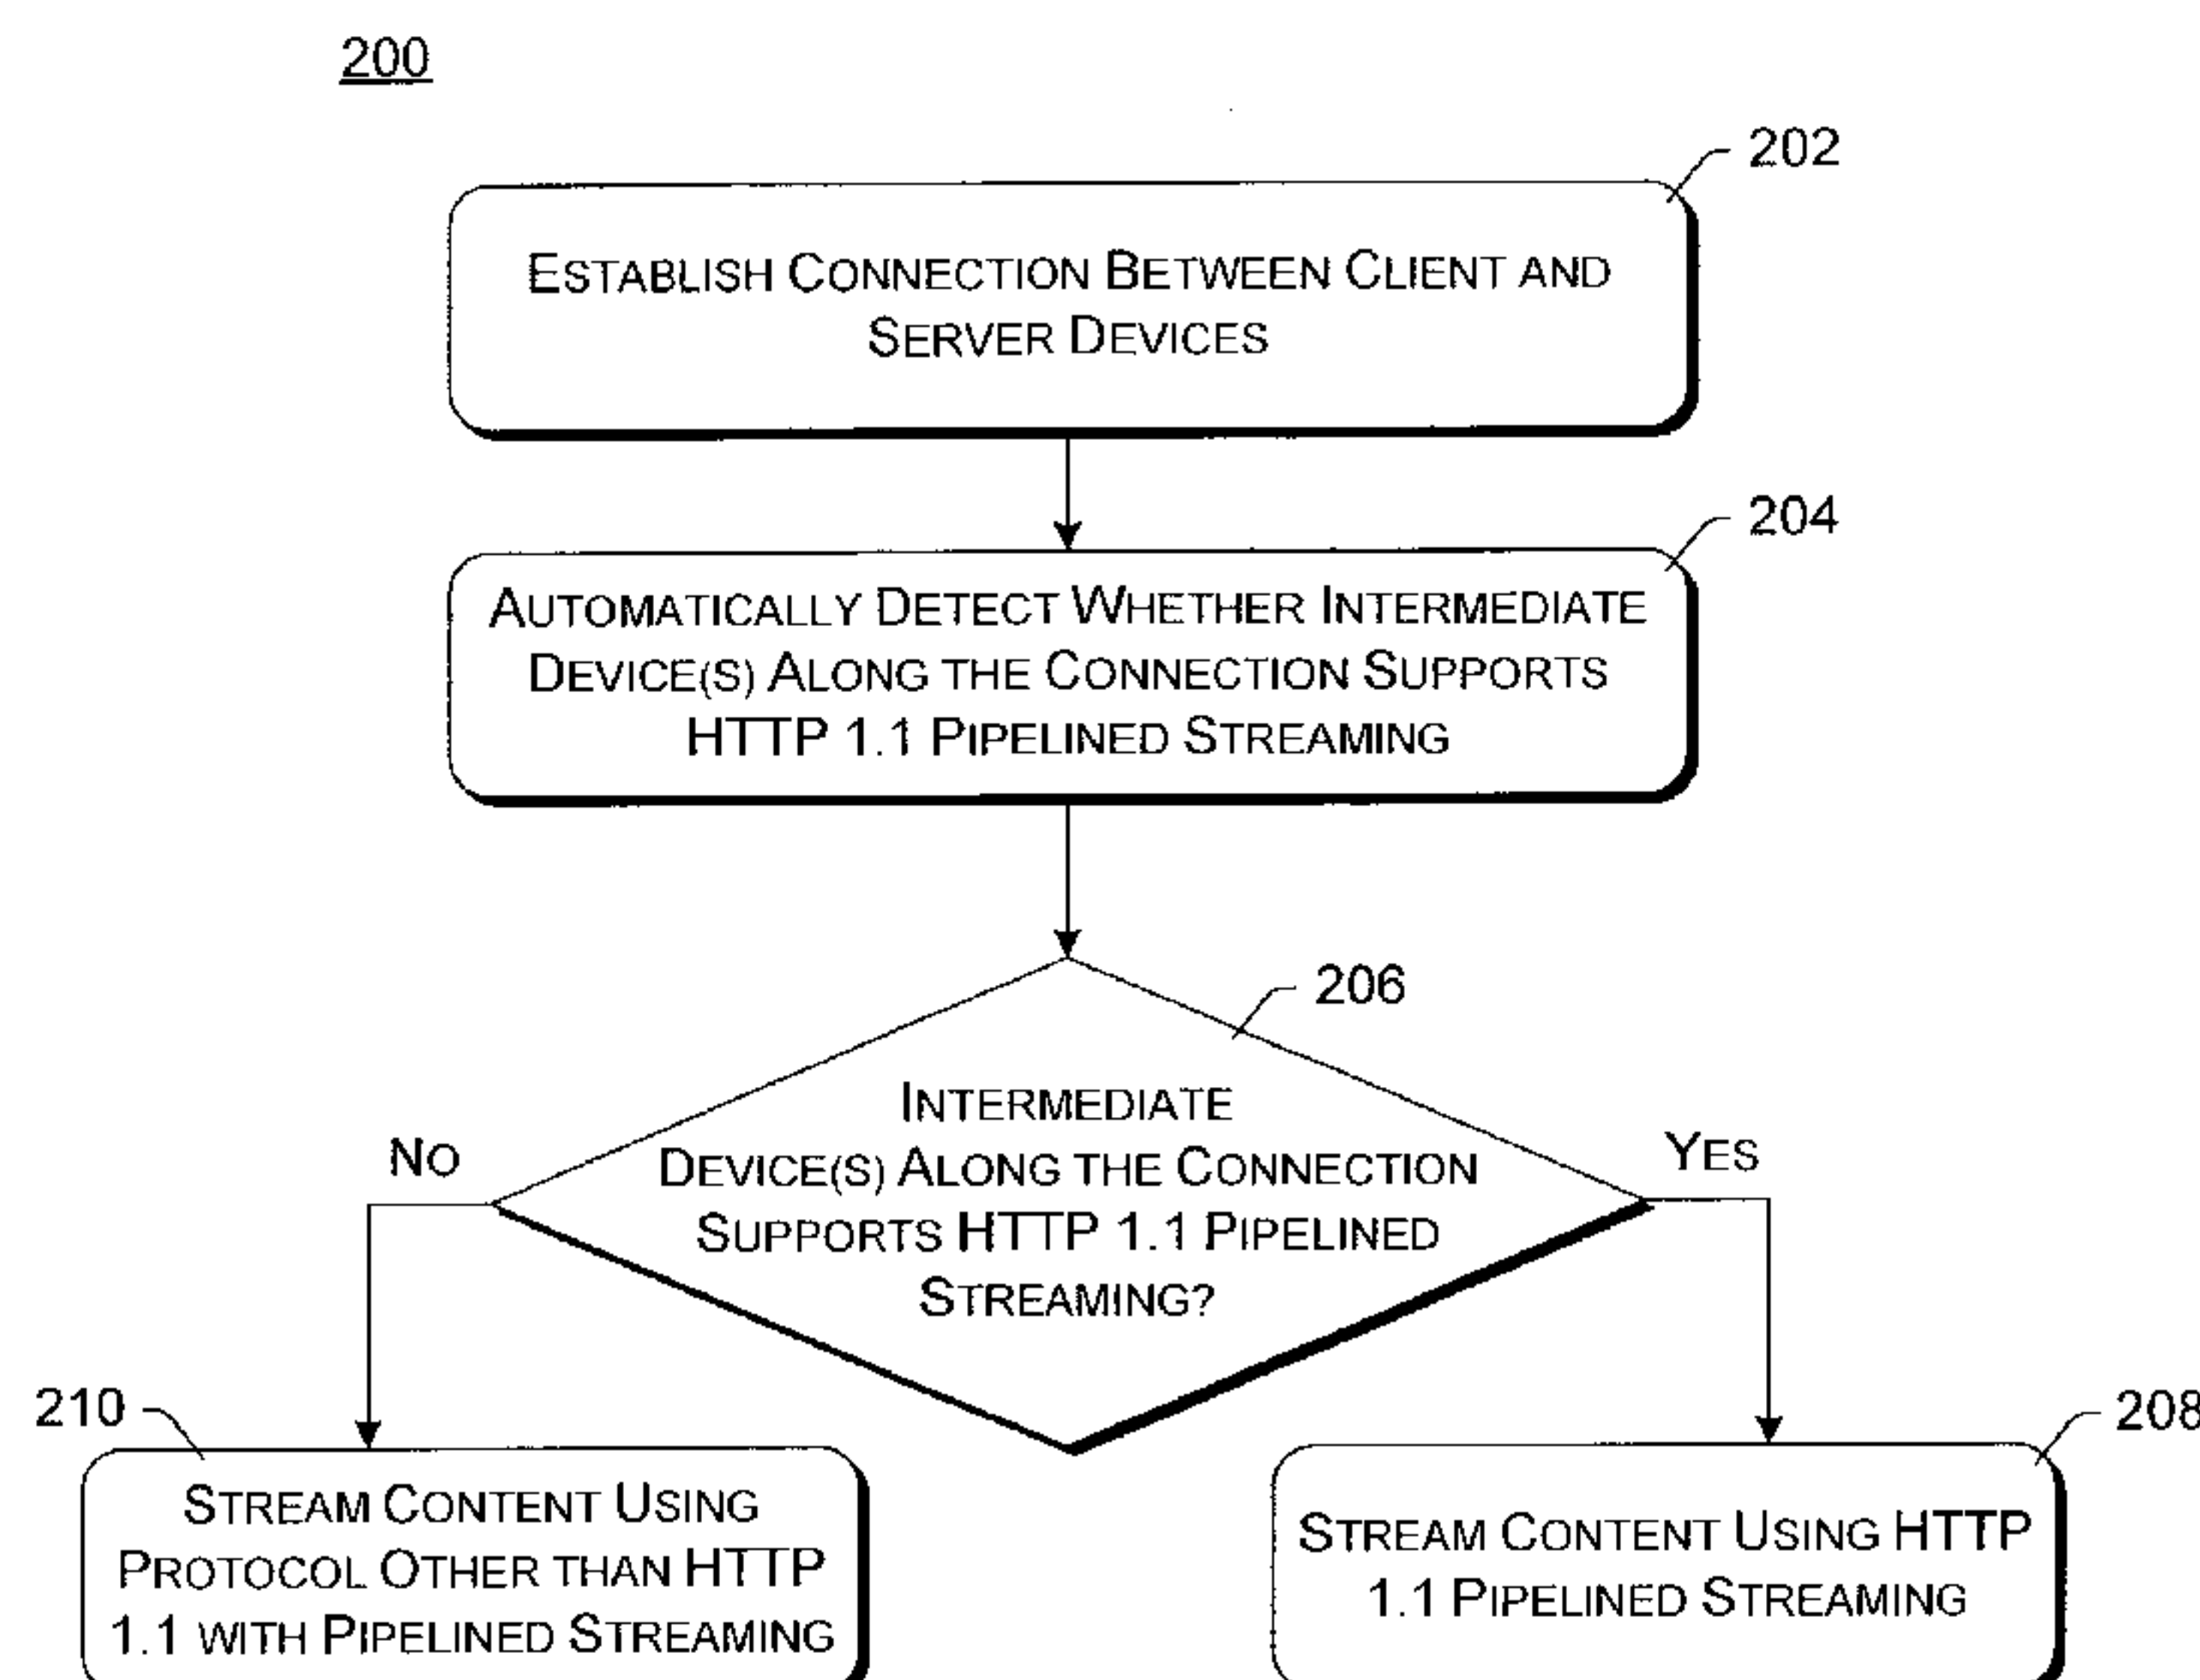 200
202
ESTABLISH CONNECTION BETWEEN CLIENT AND
SERVER DEVICES
204
AUTOMATICALLY DETECT WHETHER INTERMEDIATE
DEVICE(S) ALONG THE CONNECTION SUPPORTS
HTTP 1.1 PIPELINED STREAMING
206
INTERMEDIATE
DEVICE(S) ALONG THE CONNECTION
SUPPORTS HTTP 1.1 PIPELINED
STREAMING?
NO
YES
210
STREAM CONTENT USING
PROTOCOL OTHER THAN HTTP
1.1 WITH PIPELINED STREAMING
208
STREAM CONTENT USING HTTP
1.1 PIPELINED STREAMING